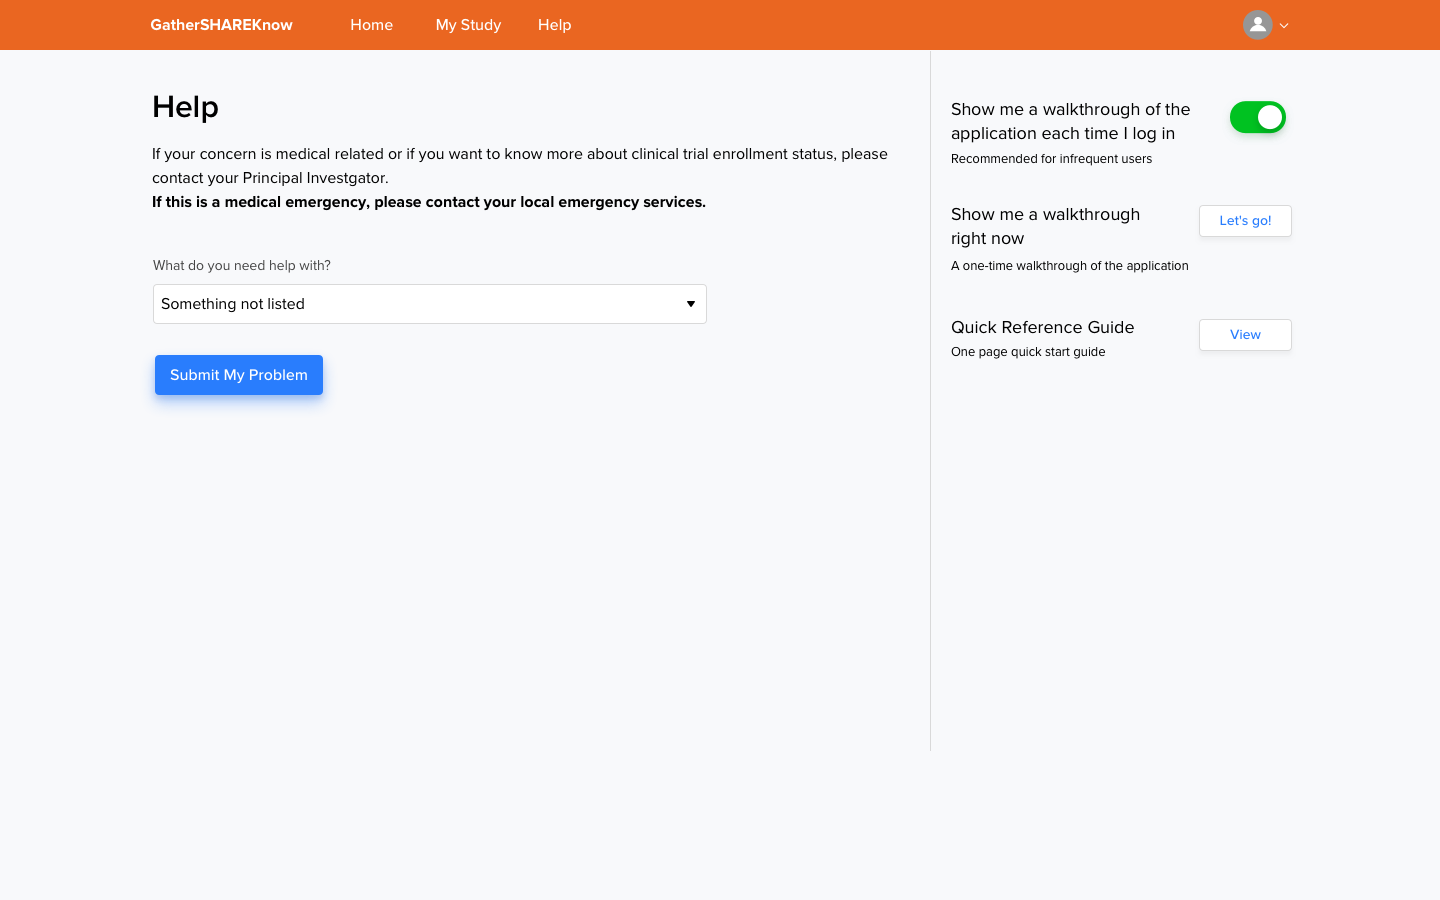 GatherSHAREKnow
Home
My Study
Help
Help
If your concern is medical related or if you want to know more about clinical trial enrollment status, please
contact your Principal Investgator.
If this is a medical emergency, please contact your local emergency services.
What do you need help with?
Something not listed
Submit My Problem
Show me a walkthrough of the
application each time I log in
Recommended for infrequent users
Show me a walkthrough
right now
Let's go!
A one-time walkthrough of the application
Quick Reference Guide
View
One page quick start guide